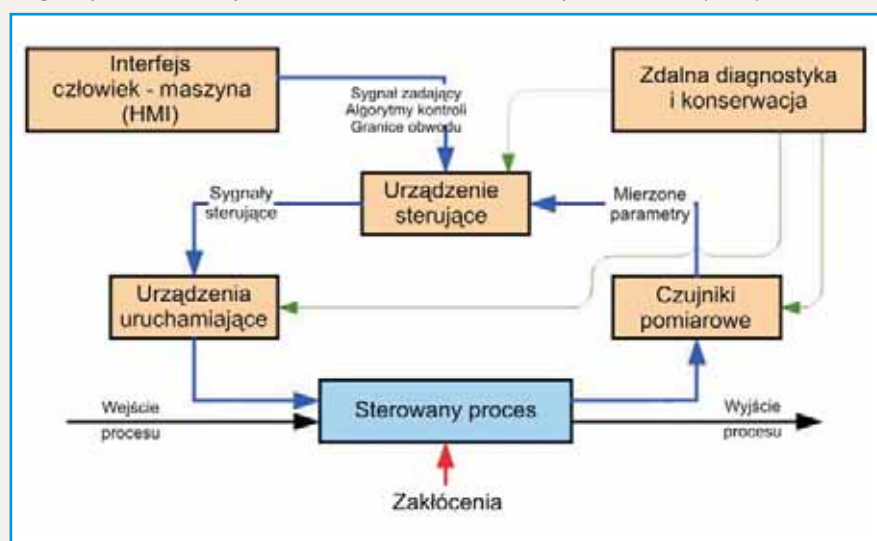 Interfejs
człowiek - maszyna
(HMI)
Zdalna diagnostyka
i konserwacja
Sygnał zadający
Algorytmy kontroli
Granice obwodu
Urządzenie
sterujące
Sygnały
sterujące
Mierzone
parametry
Urządzenia
uruchamiające
Czujniki
pomiarowe
Sterowany proces
Wejście
procesu
Wyjście
procesu
Zakłócenia